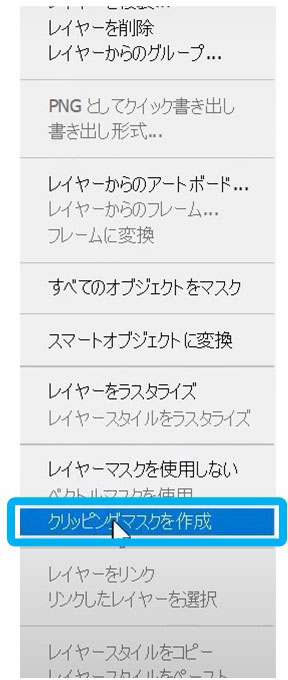 レイヤーを複製...
レイヤーを削除
レイヤーからのグループ...
PNG としてクイック書き出し
書き出し形式...
レイヤーからのアートボード...
レイヤーからのフレーム...
フレームに変換
すべてのオブジェクトをマスク
スマートオブジェクトに変換
レイヤーをラスタライズ
レイヤースタイルをラスタライズ
レイヤーマスクを使用しない
ベクトルマスクを使用
クリッピングマスクを作成
レイヤーをリンク
リンクしたレイヤーを選択
レイヤースタイルをコピー
レイヤースタイルをペースト